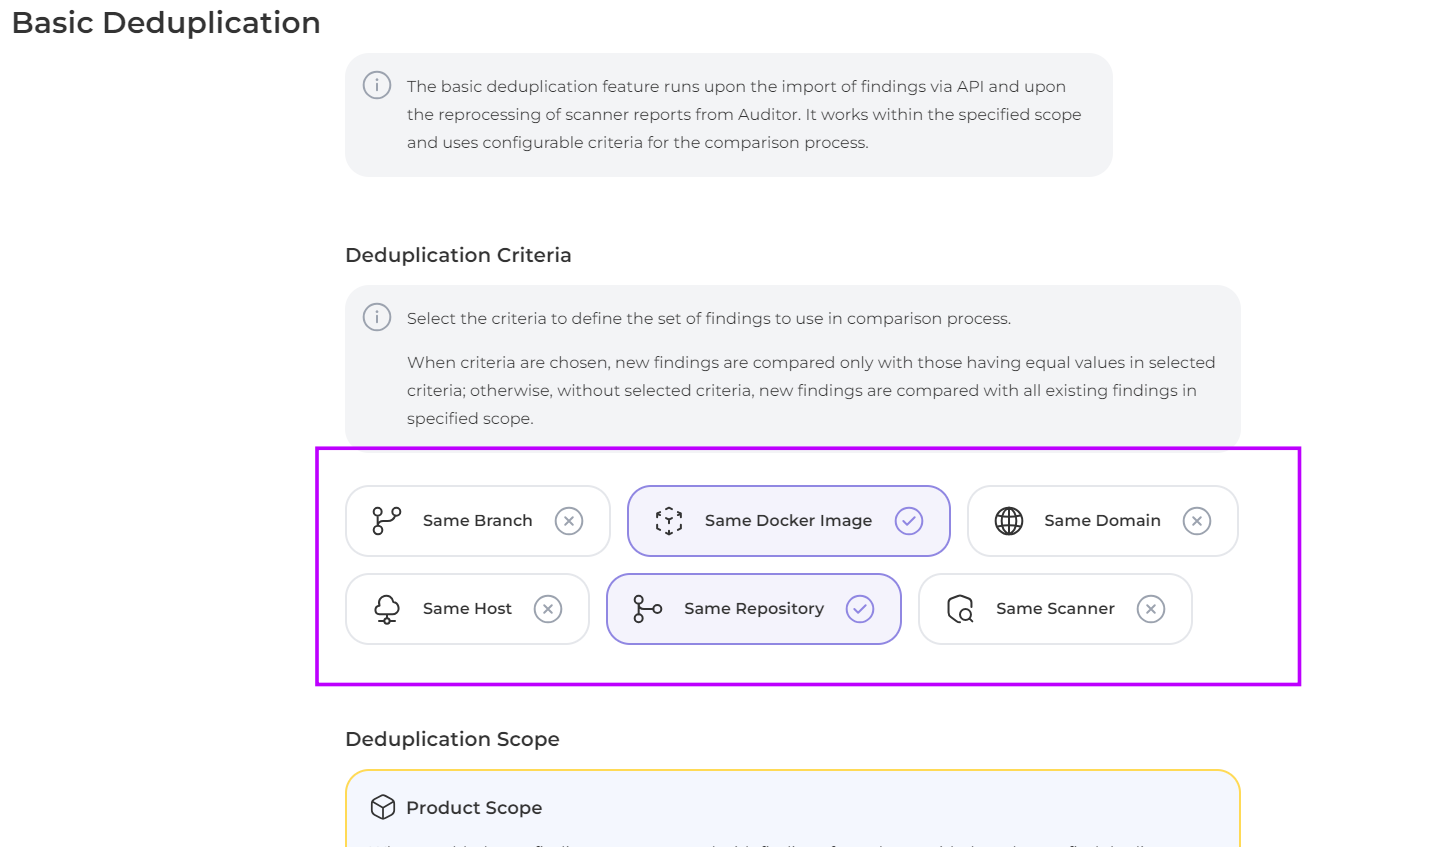 Basic Deduplication
The basic deduplication feature runs upon the import of findings via API and upon
the reprocessing of scanner reports from Auditor. It works within the specified scope
and uses configurable criteria for the comparison process.
Deduplication Criteria
Select the criteria to define the set of findings to use in comparison process.
When criteria are chosen, new findings are compared only with those having equal values in selected
criteria; otherwise, without selected criteria, new findings are compared with all existing findings in
specified scope.
Same Branch
Same Docker Image
Same Domain
Same Host
Same Repository
Same Scanner
Deduplication Scope
Product Scope